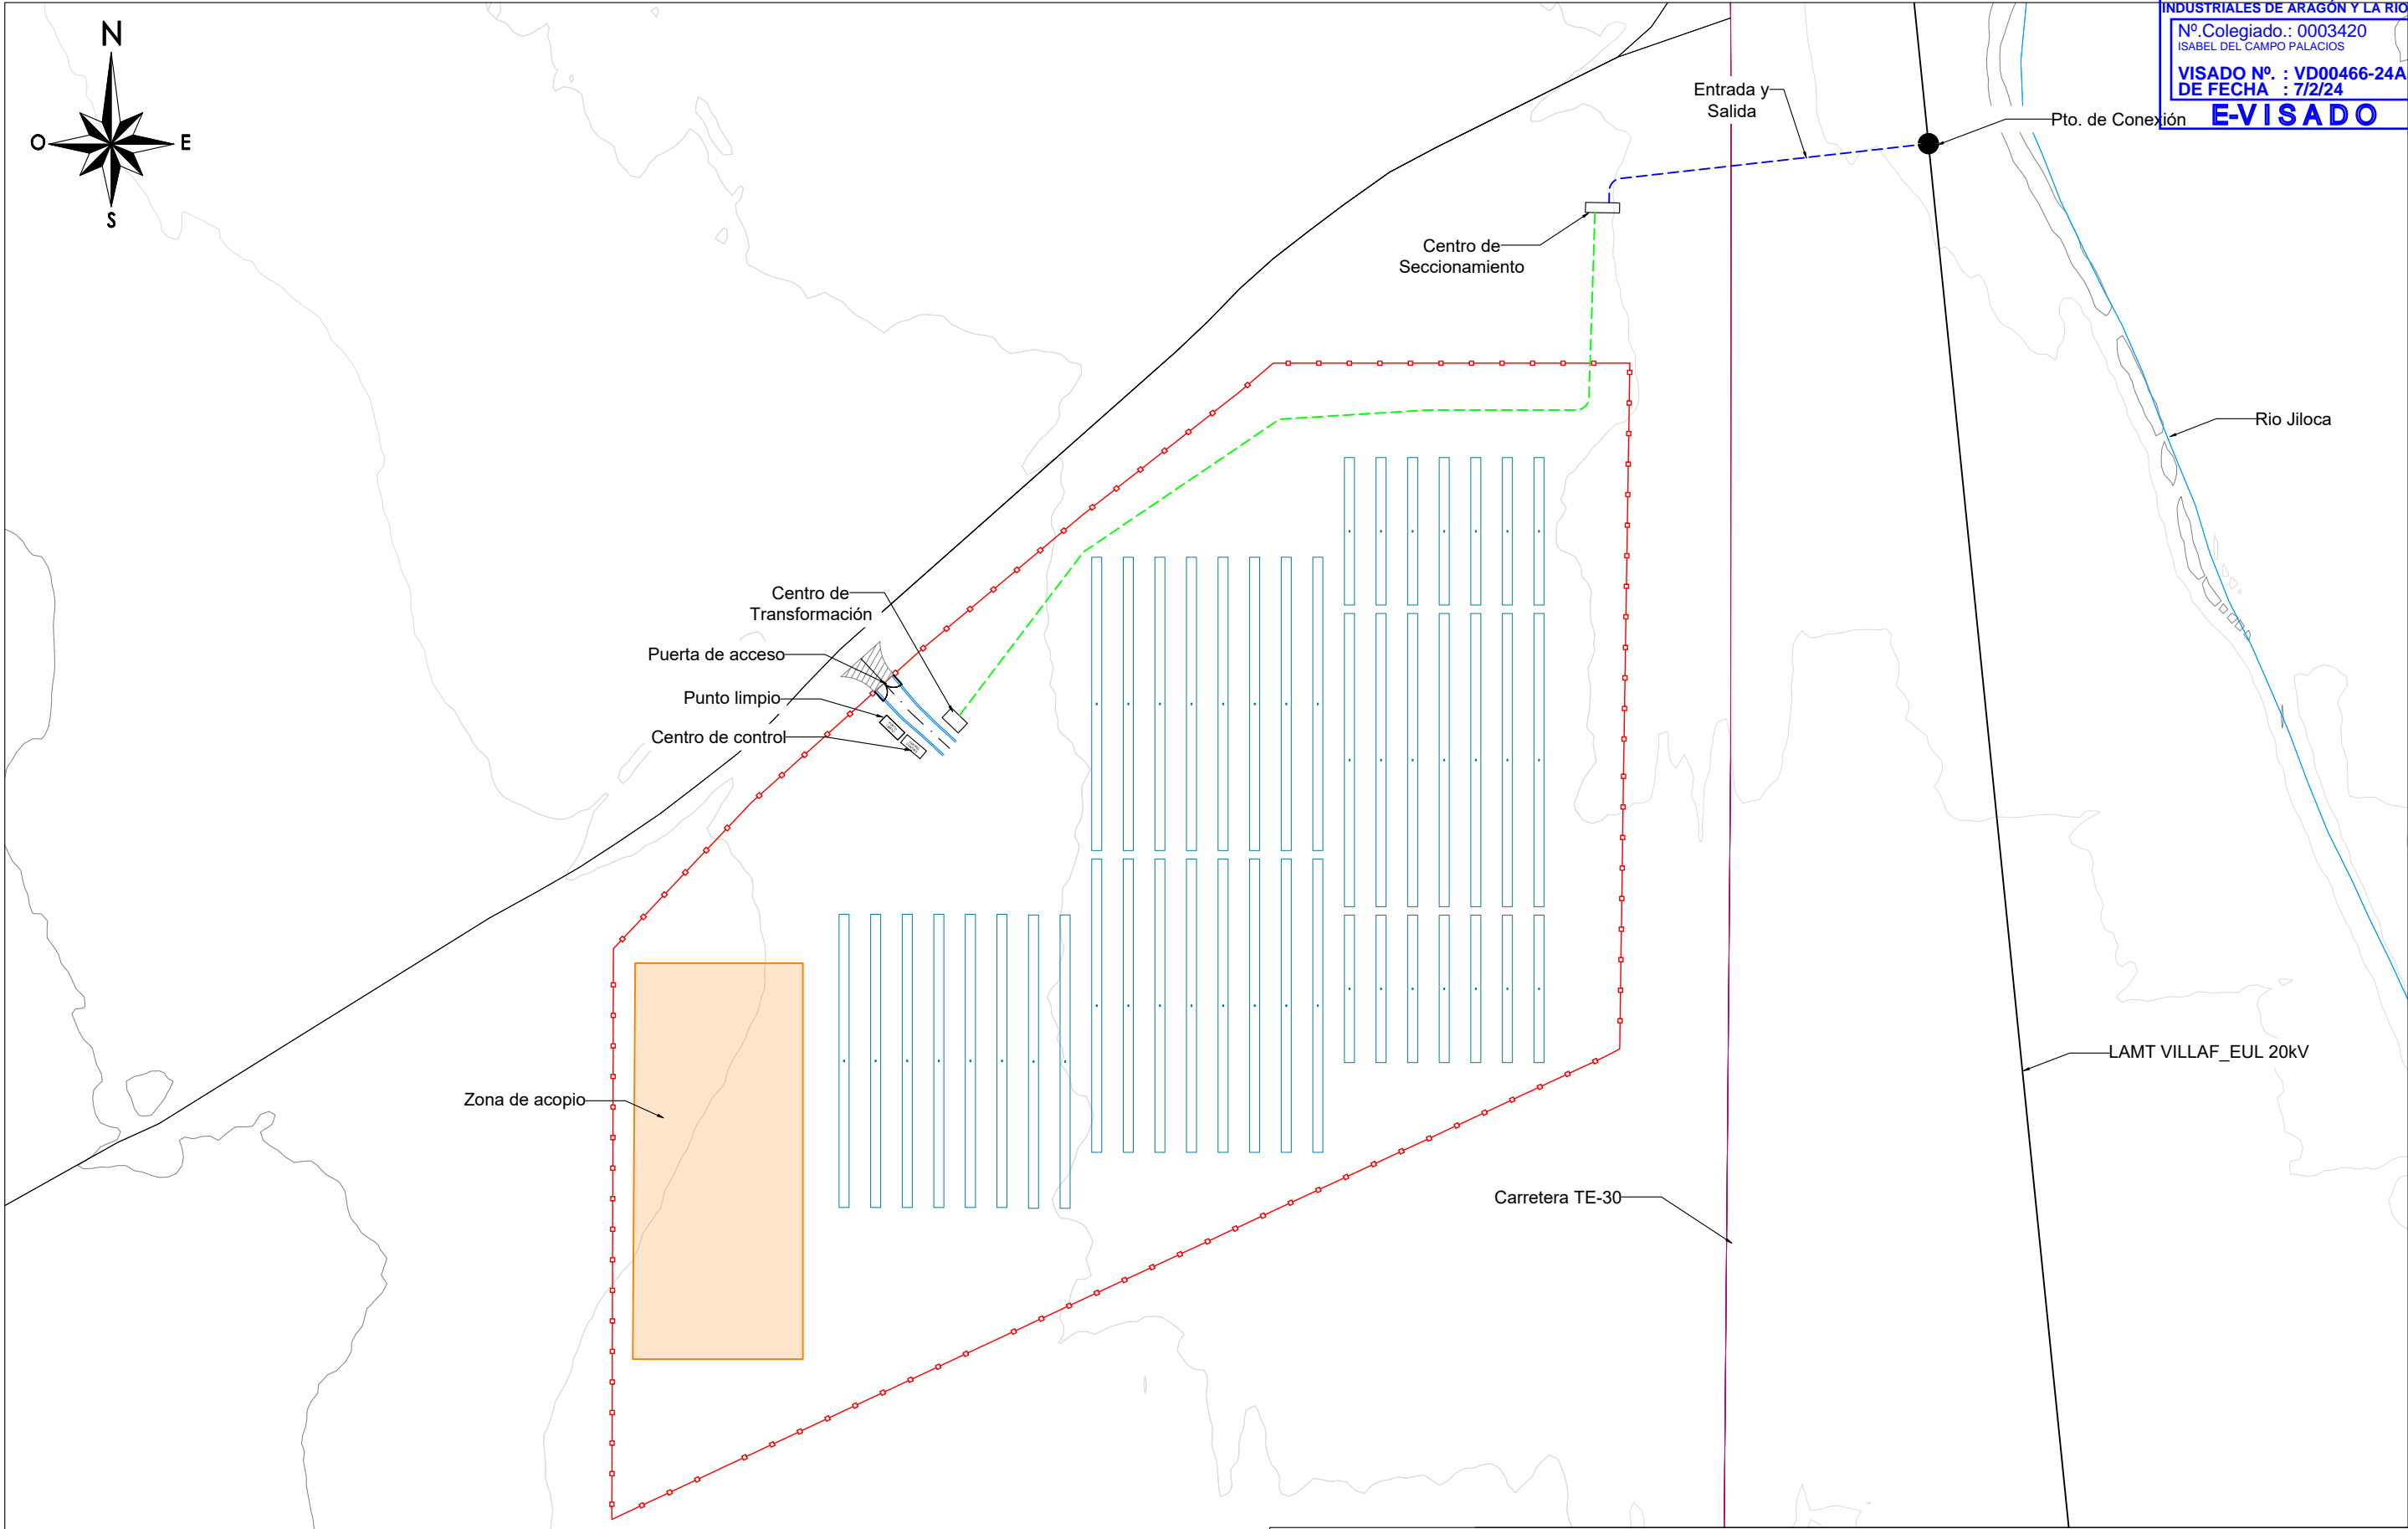 N
O
E
S
INDUSTRIALES DE ARAGÓN Y LA RIO
Nº.Colegiado.: 0003420
ISABEL DEL CAMPO PALACIOS
VISADO Nº. : VD00466-24A
DE FECHA : 7/2/24
E-VISADO
Entrada y
Salida
Pto. de Conexión
Centro de
Seccionamiento
Rio Jiloca
Centro de
Transformación
Puerta de acceso
Punto limpio
Centro de control
Zona de acopio
LAMT VILLAF_EUL 20kV
Carretera TE-30